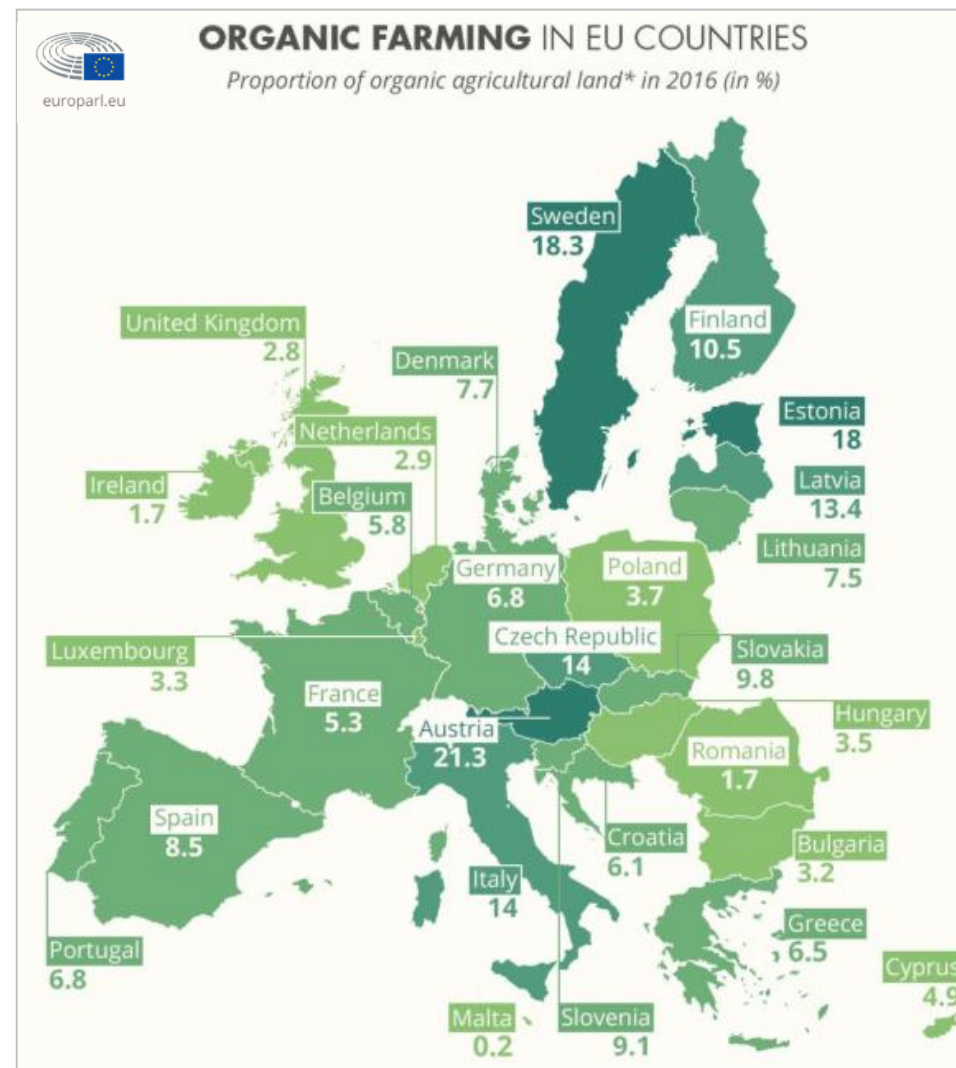 ORGANIC FARMING IN EU COUNTRIES
Proportion of organic agricultural land* in 2016 (in %)
europarl.eu
Sweden
18.3
Finland
10.5
United Kingdom
2.8
Denmark
7.7
Estonia
18
Netherlands
2.9
Ireland
1.7
Belgium
5.8
Latvia
13.4
Lithuania
7.5
Germany
6.8
Poland
3.7
Czech Republic
14
Luxembourg
3.3
Slovakia
9.8
France
5.3
Austria
21.3
Hungary
3.5
Romania
1.7
Spain
8.5
Croatia
6.1
Bulgaria
3.2
Italy
14
Greece
6.5
Portugal
6.8
Cyprus
4.9
Malta
0.2
Slovenia
9.1